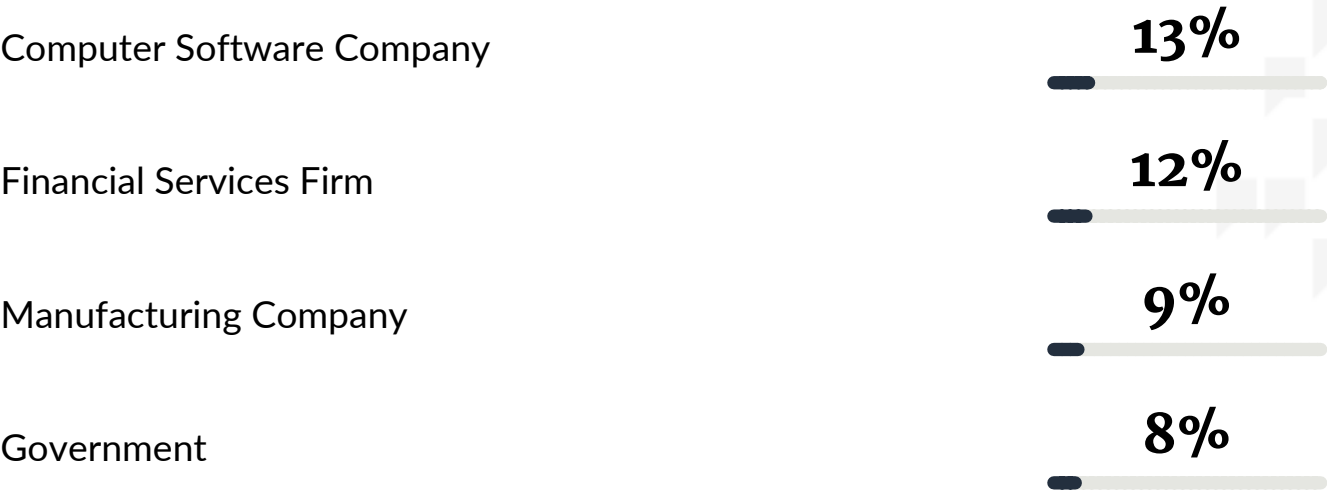 Computer Software Company 13%
Financial Services Firm 12%
Manufacturing Company 9%
Government 8%